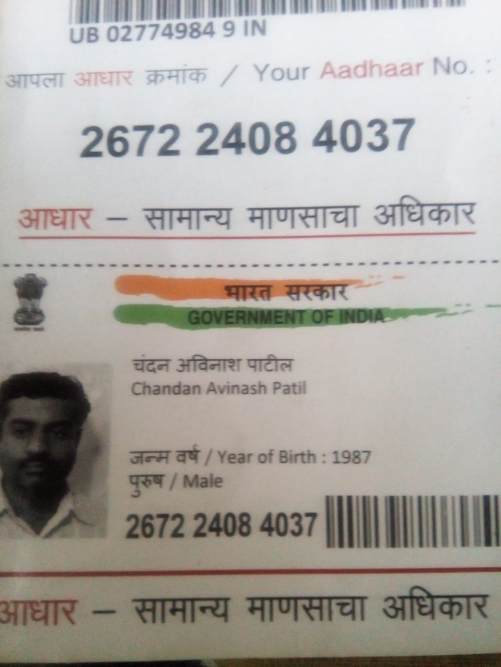 UB 02774984 9 IN
आपला आधार क्रमांक / Your Aadhaar No. :
2672 2408 4037
आधार – सामान्य माणसाचा अधिकार
भारत सरकार
GOVERNMENT OF INDIA
चंदन अविनाश पाटील
Chandan Avinash Patil
जन्म वर्ष / Year of Birth : 1987
पुरुष / Male
2672 2408 4037
आधार – सामान्य माणसाचा अधिकार